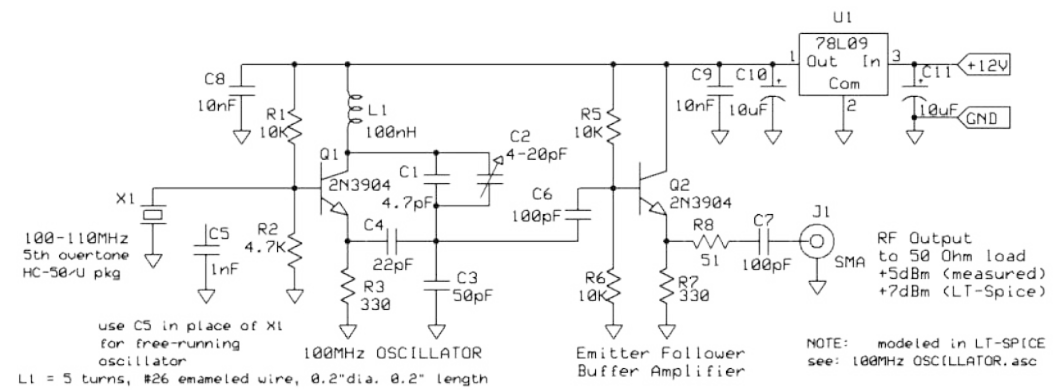 U1
78L09
1
Out In
3
+12V
Com
2
C8
10nF
R1
10K
L1
100nH
R5
10K
C9
10nF
C10
+
10uF
+
C11
10uF
GND
Q1
2N3904
C2
4-20pF
C1
4.7pF
Q2
2N3904
X1
C6
100pF
100-110MHz
5th overtone
HC-50/U pkg
C5
1nF
R2
4.7K
C4
22pF
R8
51
C7
100pF
J1
SMA
RF Output
to 50 Ohm load
+5dBm (measured)
+7dBm (LT-Spice)
R3
330
C3
50pF
R6
10K
R7
330
use C5 in place of X1
for free-running
oscillator
100MHz OSCILLATOR
Emitter Follower
Buffer Amplifier
NOTE: modeled in LT-SPICE
see: 100MHz OSCILLATOR.asc
L1 = 5 turns, #26 emameled wire, 0.2"dia. 0.2" length